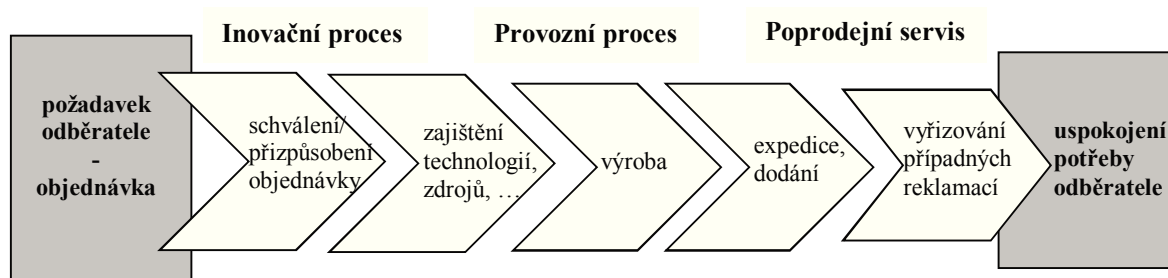 Inovační proces
Provozní proces
Poprodejní servis
požadavek
odběratele
-
objednávka
schválení/
přizpůsobení
objednávky
zajištění
technologií,
zdrojů, …
výroba
expedice,
dodání
vyřizování
případných
reklamací
uspokojení
potřeby
odběratele